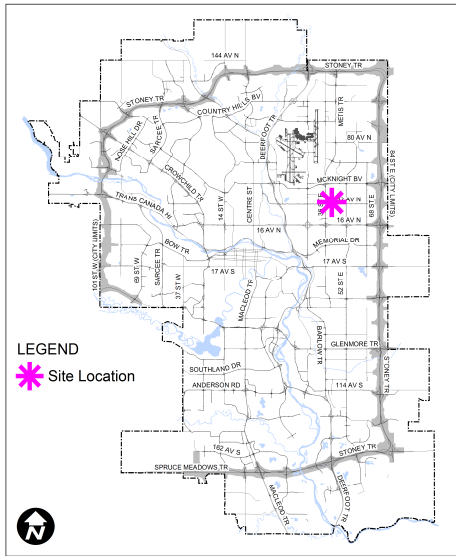 144 AV N
STONEY TR
STONEY TR
COUNTRY HILLS BV
METIS TR
NOSE HILL DR
SARCEE TR
DEERFOOT TR
80 AV N
CROWCHILD TR
MCKNIGHT BV
85 ST E (CITY LIMITS)
36 ST E
AV N
68 ST E
TRANS CANADA HI
14 ST W
CENTRE ST
16 AV N
16 AV N
101 ST W (CITY LIMITS)
BOW TR
MEMORIAL DR
17 AV S
17 AV S
69 ST W
SARCEE TR
37 ST W
MACLEOD TR
52 ST E
BARLOW TR
GLENMORE TR
LEGEND
Site Location
SOUTHLAND DR
ANDERSON RD
114 AV S
STONEY TR
162 AV S
STONEY TR
SPRUCE MEADOWS TR
MACLEOD TR
DEERFOOT TR
N